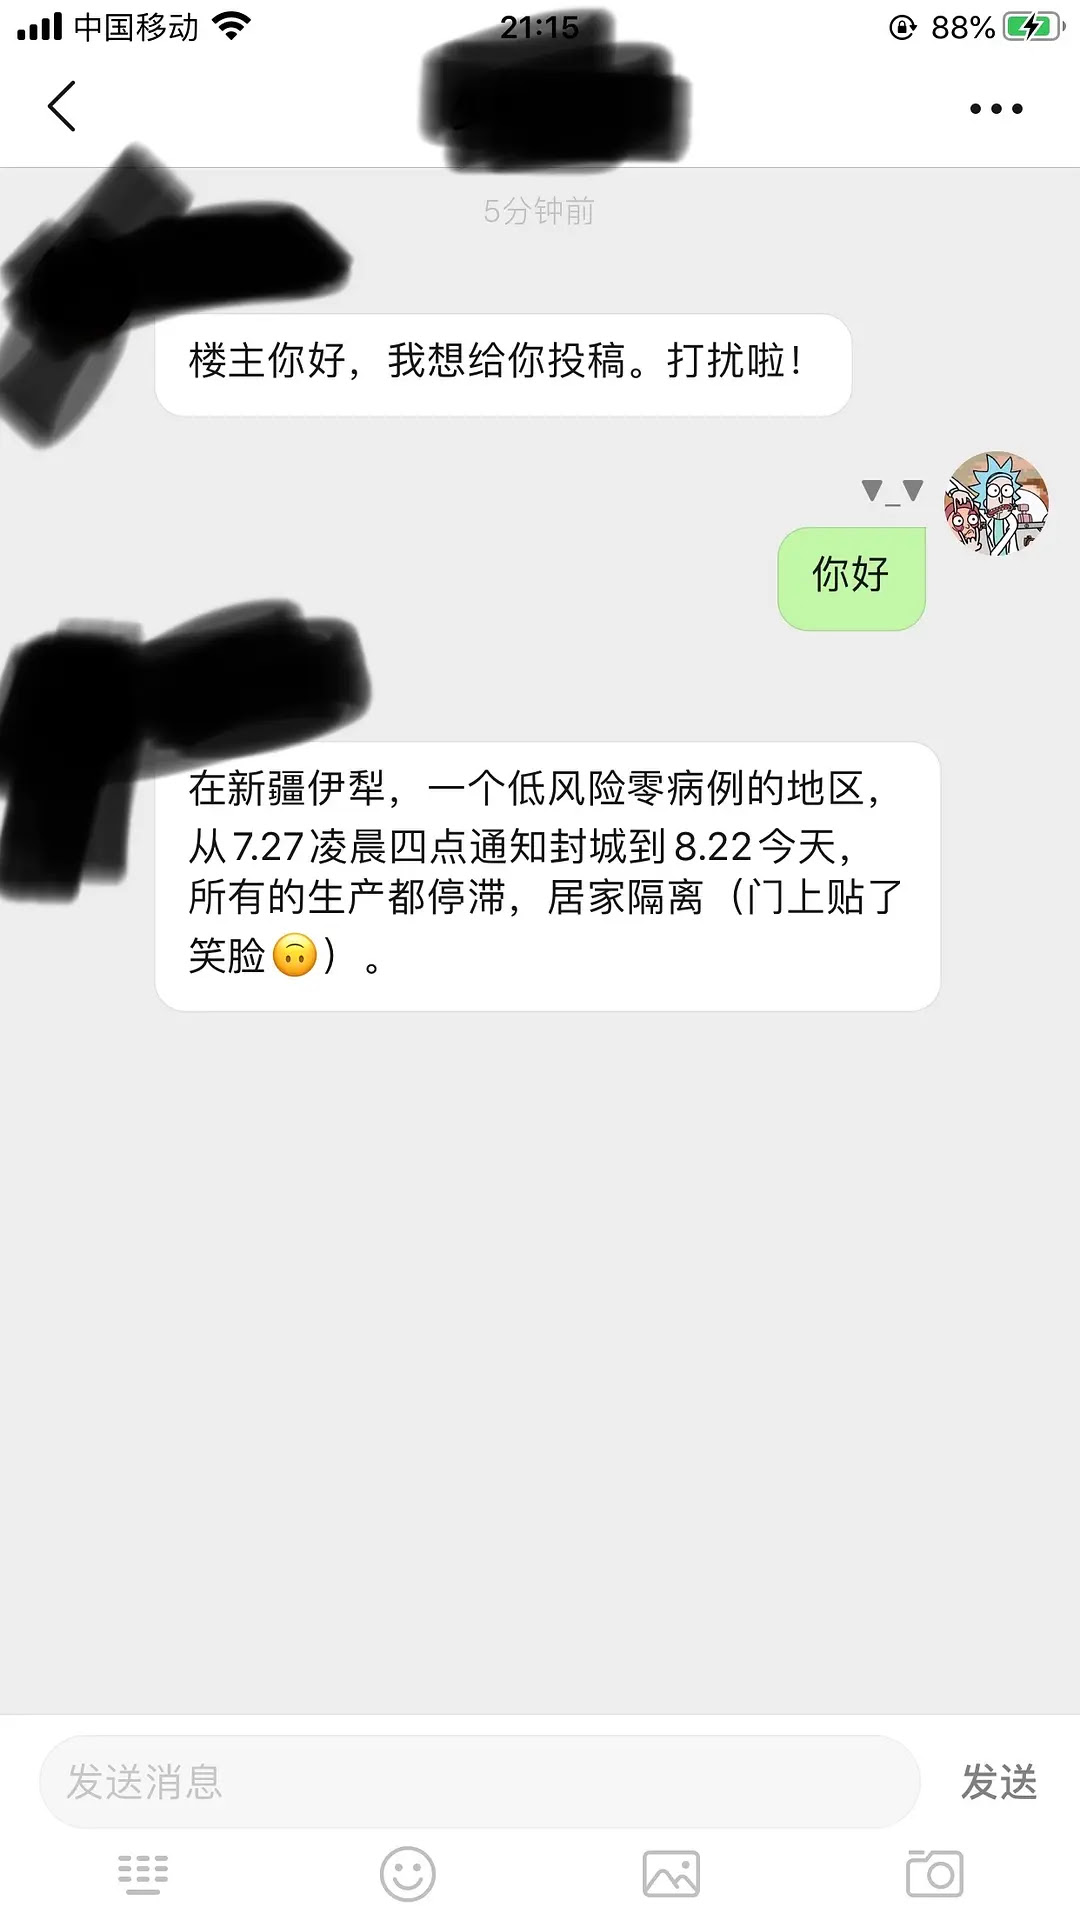 中国移动
21:15
88%
5分钟前
楼主你好，我想给你投稿。打扰啦！
▼_▼
你好
在新疆伊犁，一个低风险零病例的地区，
从7.27凌晨四点通知封城到8.22今天，
所有的生产都停滞，居家隔离（门上贴了
笑脸🙃）。
发送消息
发送